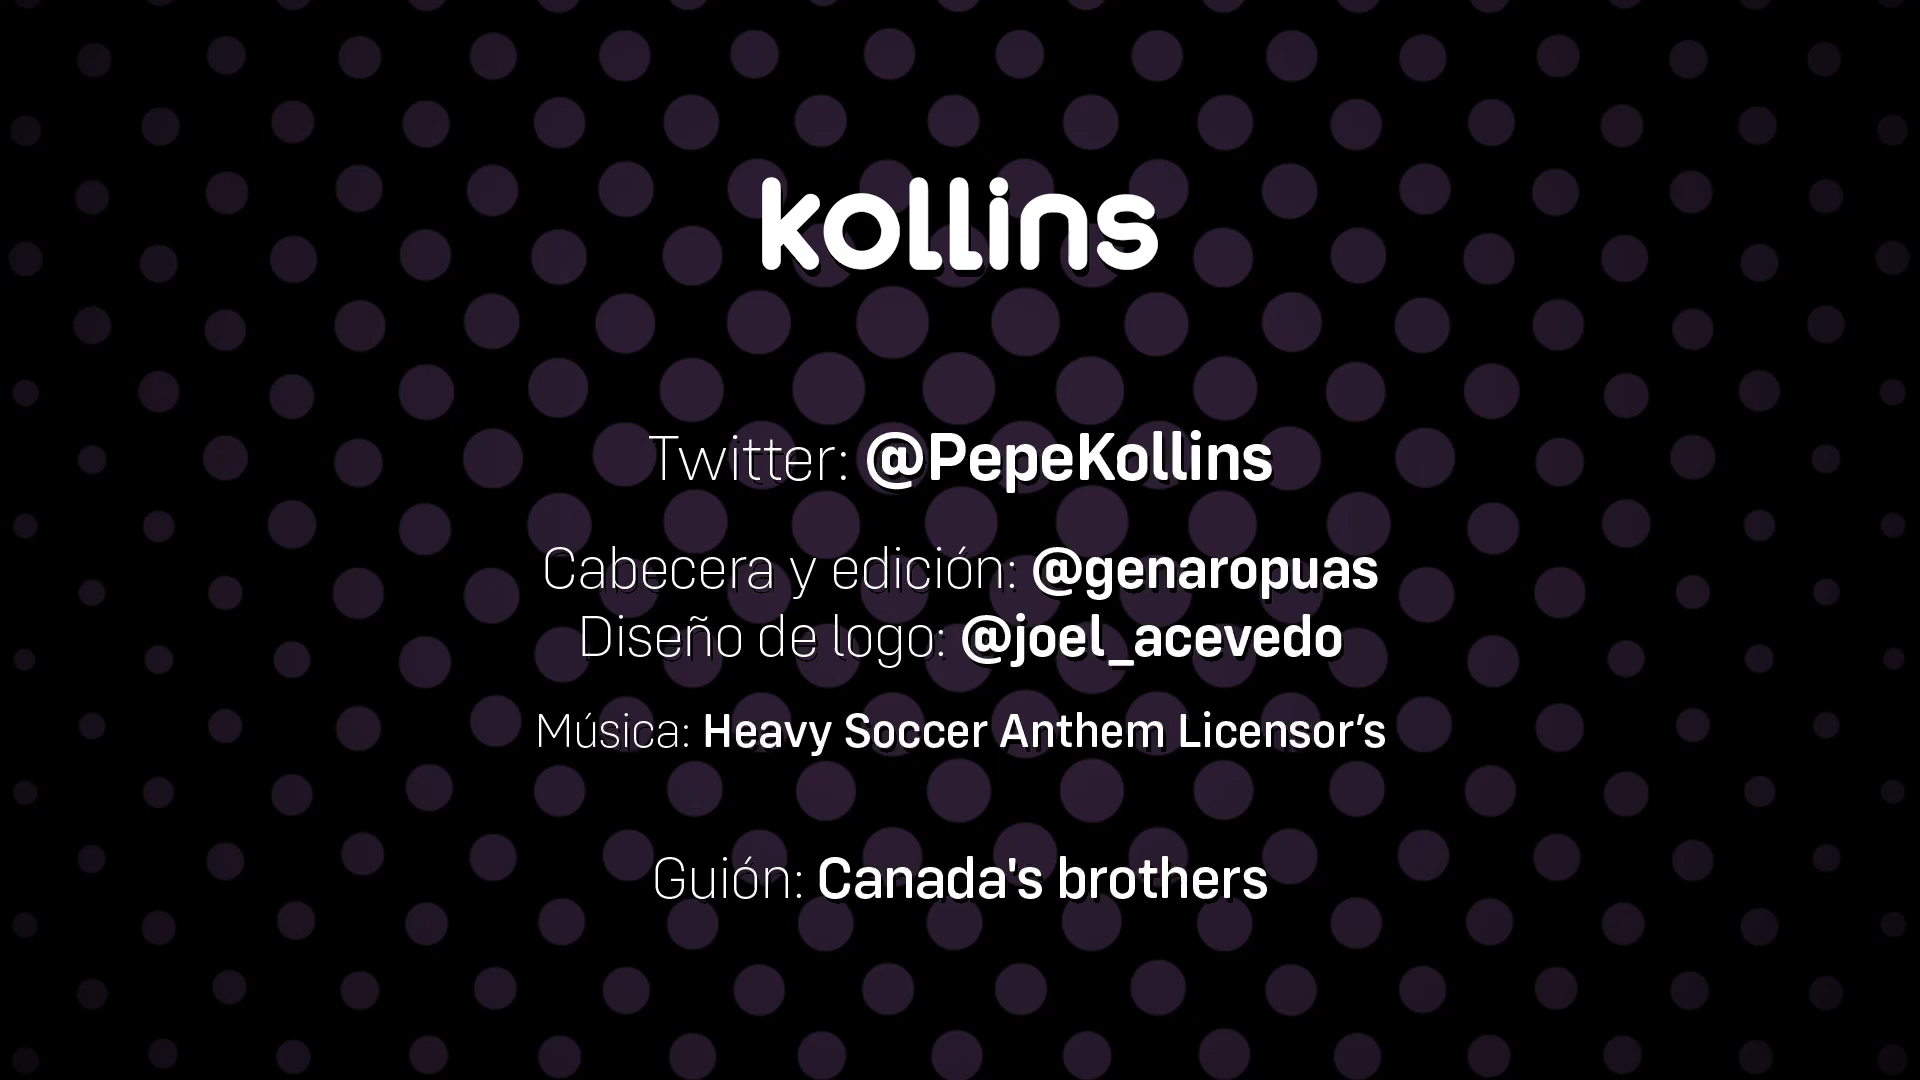 kollins
Twitter: @PepeKollins
Cabecera y edición: @genaropuas
Diseño de logo: @joel_acevedo
Música: Heavy Soccer Anthem Licensor’s
Guión: Canada's brothers